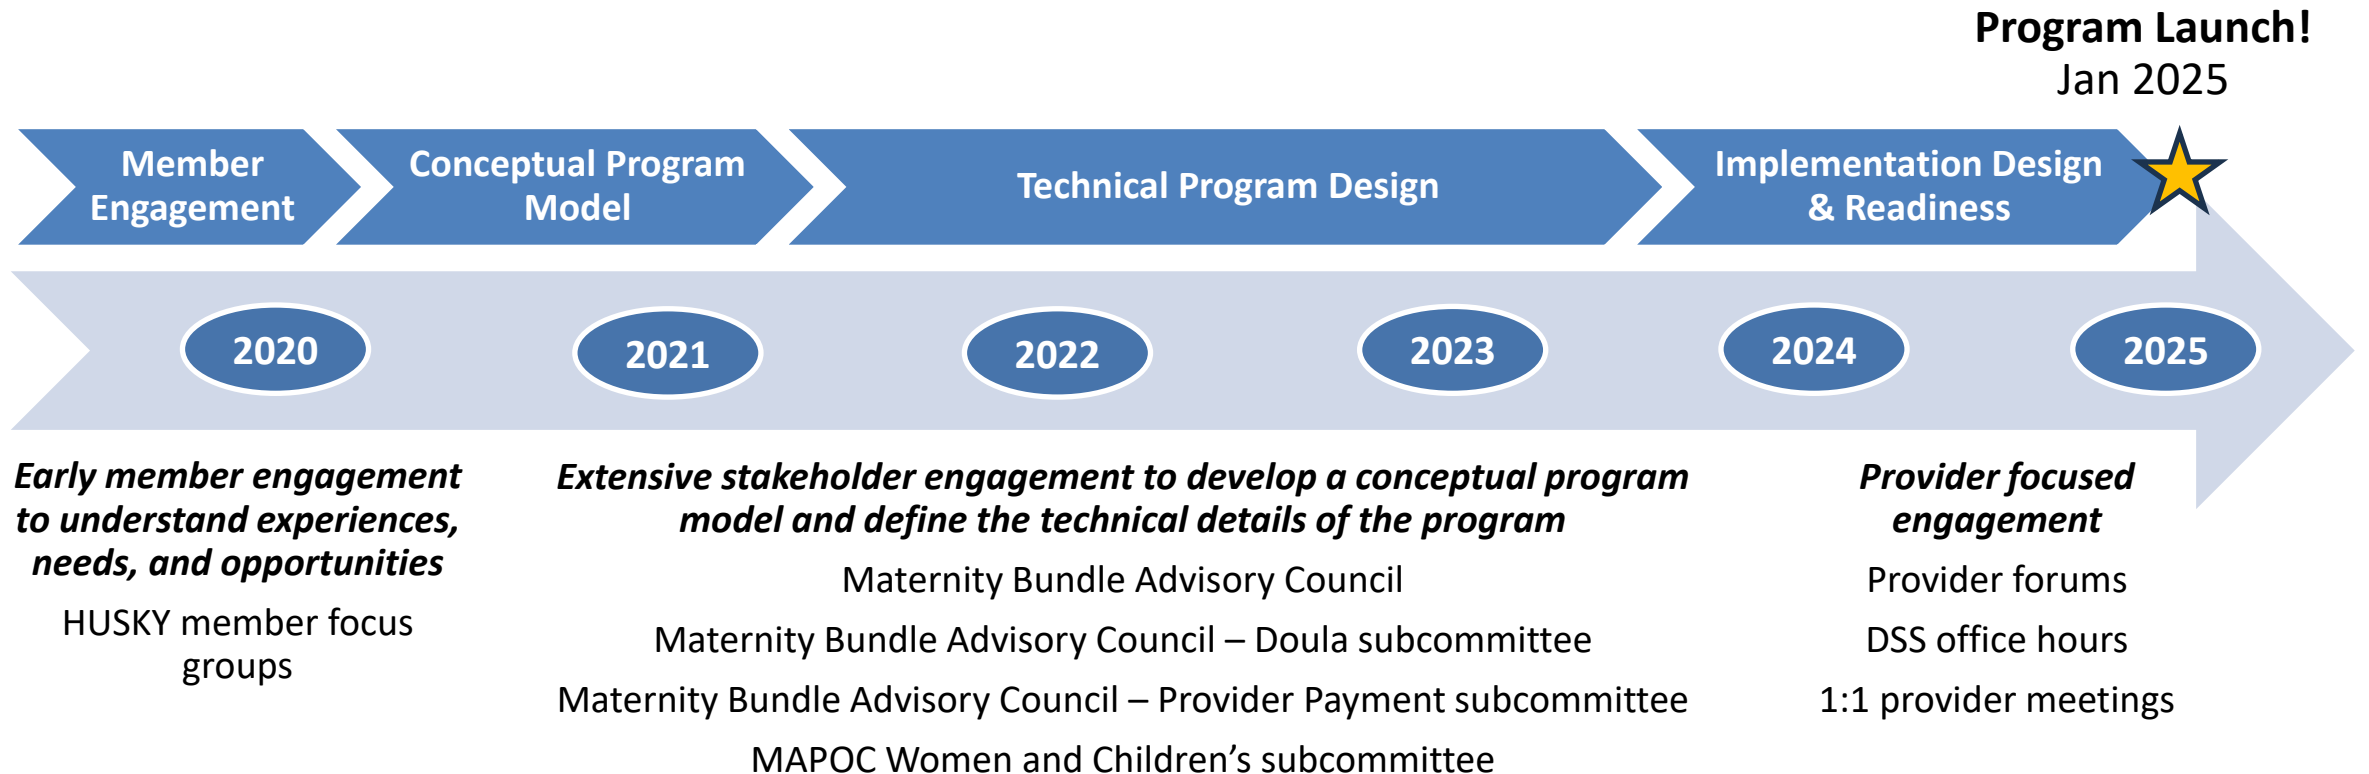 Program Launch!
Jan 2025
Member
Engagement
Conceptual Program
Model
Technical Program Design
Implementation Design
& Readiness
2020
2021
2022
2023
2024
2025
Early member engagement
to understand experiences,
needs, and opportunities
HUSKY member focus
groups
Extensive stakeholder engagement to develop a conceptual program
model and define the technical details of the program
Maternity Bundle Advisory Council
Maternity Bundle Advisory Council – Doula subcommittee
Maternity Bundle Advisory Council – Provider Payment subcommittee
MAPOC Women and Children’s subcommittee
Provider focused
engagement
Provider forums
DSS office hours
1:1 provider meetings